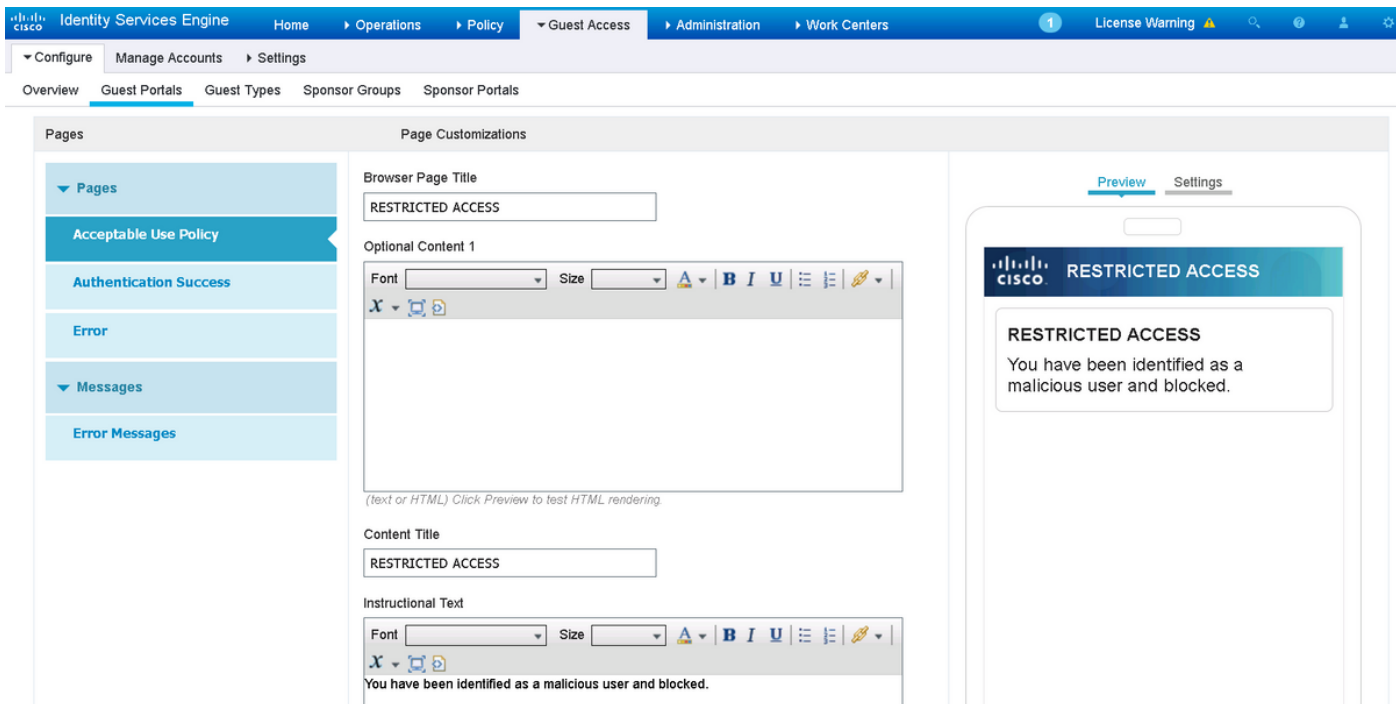 CISCO Identity Services Engine Home Operations Policy Guest Access Administration Work Centers 1 License Warning
Configure Manage Accounts Settings
Overview Guest Portals Guest Types Sponsor Groups Sponsor Portals
Pages Page Customizations
Pages
Acceptable Use Policy
Authentication Success
Error
Messages
Error Messages
Browser Page Title
RESTRICTED ACCESS
Optional Content 1
Font Size A B I U
X
(text or HTML) Click Preview to test HTML rendering.
Content Title
RESTRICTED ACCESS
Instructional Text
Font Size A B I U
X
You have been identified as a malicious user and blocked.
Preview Settings
CISCO. RESTRICTED ACCESS
RESTRICTED ACCESS
You have been identified as a
malicious user and blocked.